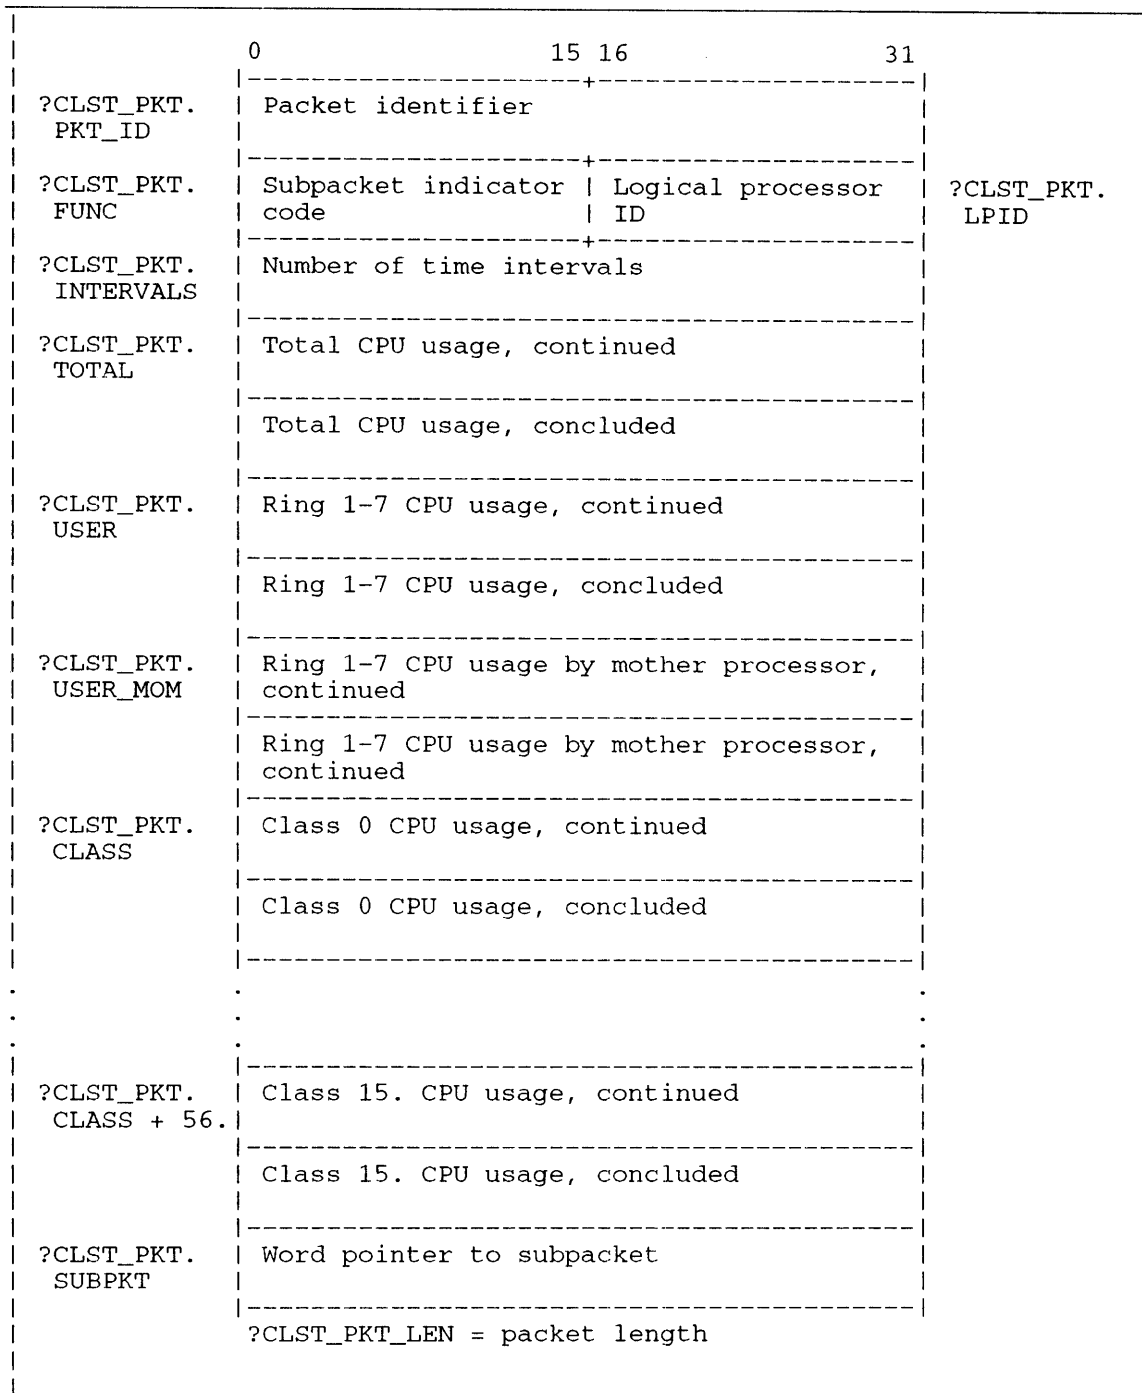 0 15 16 31
?CLST_PKT. Packet identifier
PKT_ID
?CLST_PKT. Subpacket indicator | Logical processor ?CLST_PKT.
FUNC code | ID LPID
?CLST_PKT. Number of time intervals
INTERVALS
?CLST_PKT. Total CPU usage, continued
TOTAL
Total CPU usage, concluded
?CLST_PKT. Ring 1-7 CPU usage, continued
USER
Ring 1-7 CPU usage, concluded
?CLST_PKT. Ring 1-7 CPU usage by mother processor,
USER_MOM continued
Ring 1-7 CPU usage by mother processor,
continued
?CLST_PKT. Class 0 CPU usage, continued
CLASS
Class 0 CPU usage, concluded
?CLST_PKT. Class 15. CPU usage, continued
CLASS + 56.
Class 15. CPU usage, concluded
?CLST_PKT. Word pointer to subpacket
SUBPKT
?CLST_PKT_LEN = packet length